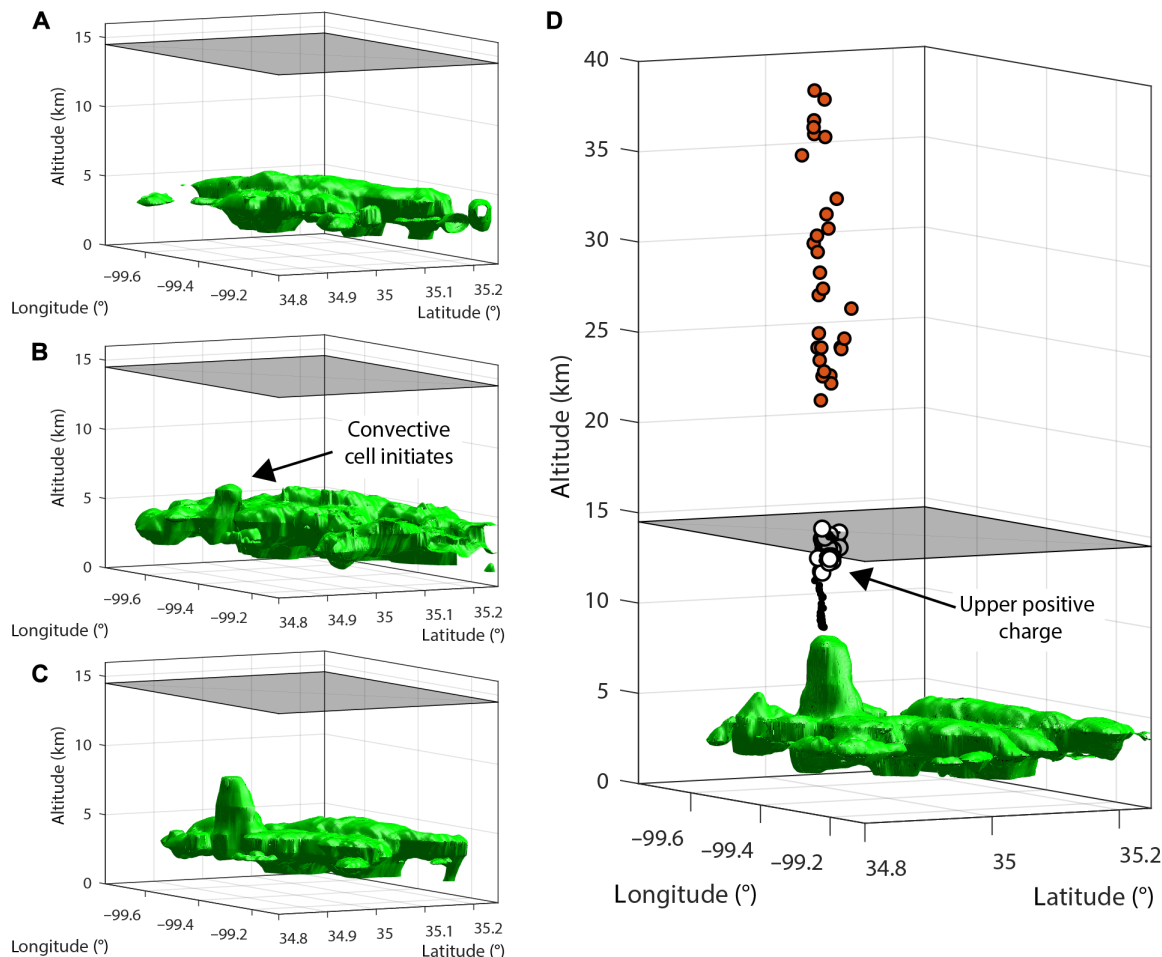 A
15
10
5
0
Altitude (km)
−99.6
−99.4
−99.2
34.8
34.9
35
35.1
35.2
Longitude (°)
Latitude (°)
B
15
10
5
0
Altitude (km)
Convective
cell initiates
−99.6
−99.4
−99.2
34.8
34.9
35
35.1
35.2
Longitude (°)
Latitude (°)
C
15
10
5
0
Altitude (km)
−99.6
−99.4
−99.2
34.8
34.9
35
35.1
35.2
Longitude (°)
Latitude (°)
D
40
35
30
25
20
15
10
5
0
Altitude (km)
Upper positive
charge
−99.6
−99.4
−99.2
34.8
35
35.2
Longitude (°)
Latitude (°)